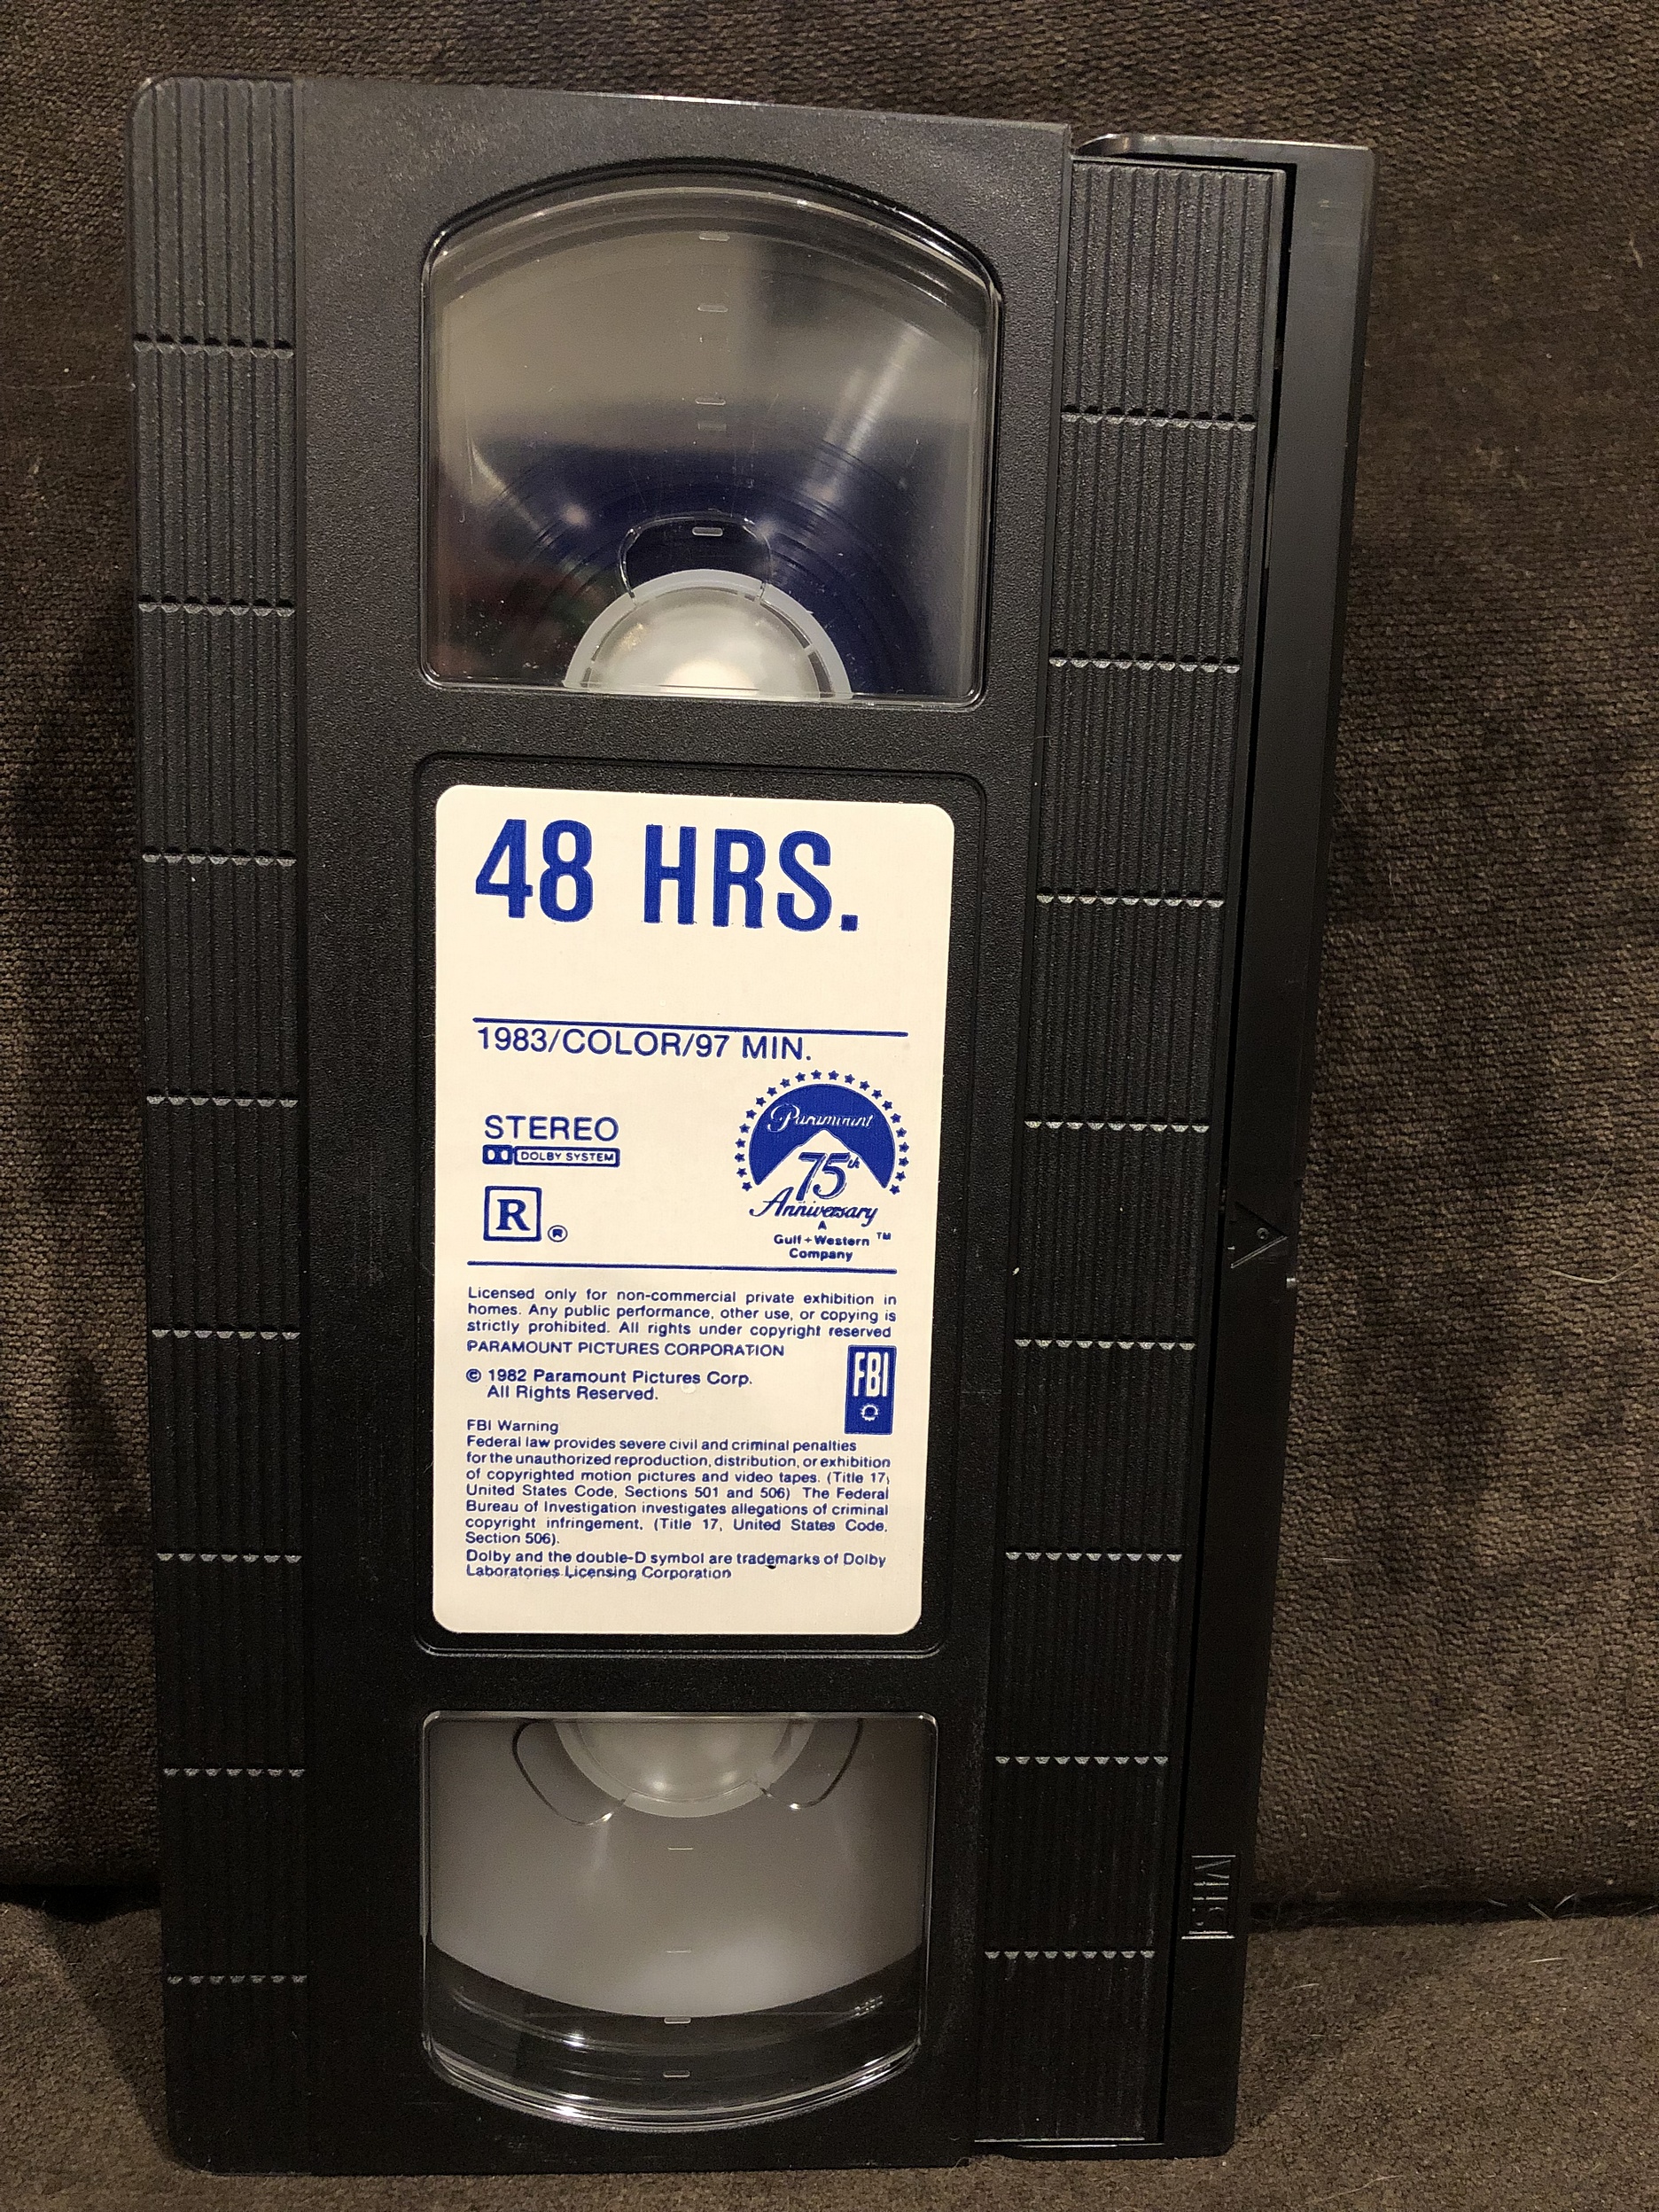 48 HRS.
1983/COLOR/97 MIN.
STEREO
DOLBY SYSTEM
R ®
Paramount
75th
Anniversary
A
Gulf+Western TM
Company
Licensed only for non-commercial private exhibition in
homes. Any public performance, other use, or copying is
strictly prohibited. All rights under copyright reserved
PARAMOUNT PICTURES CORPORATION
© 1982 Paramount Pictures Corp.
All Rights Reserved.
FBI
FBI Warning
Federal law provides severe civil and criminal penalties
for the unauthorized reproduction, distribution, or exhibition
of copyrighted motion pictures and video tapes. (Title 17,
United States Code, Sections 501 and 506) The Federal
Bureau of Investigation investigates allegations of criminal
copyright infringement, (Title 17, United States Code,
Section 506).
Dolby and the double-D symbol are trademarks of Dolby
Laboratories Licensing Corporation
VHS